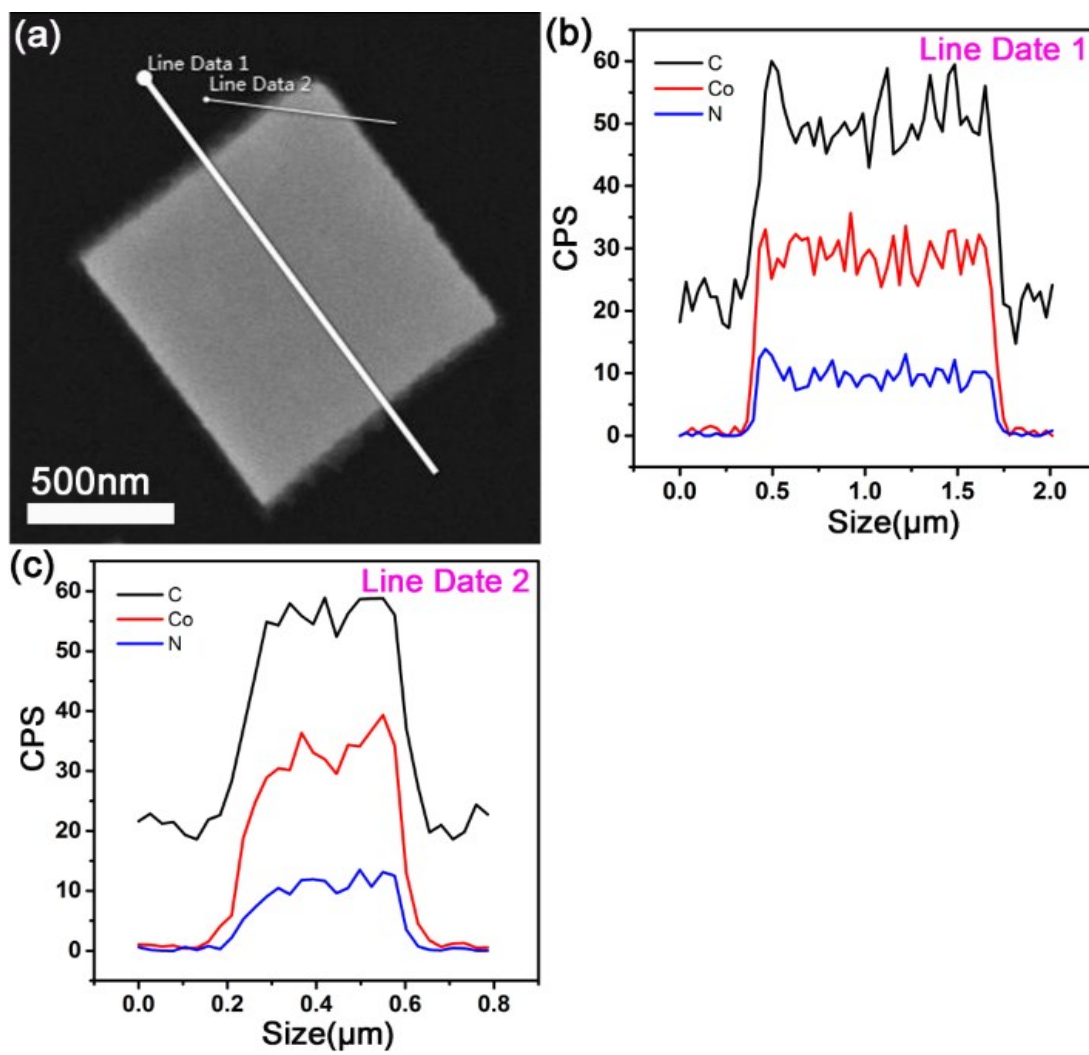 (a)
Line Data 1
Line Data 2
500nm
(b)
Line Date 1
C
Co
N
60
50
40
30
20
10
0
CPS
0.0 0.5 1.0 1.5 2.0
Size(μm)
(c)
Line Date 2
C
Co
N
60
50
40
30
20
10
0
CPS
0.0 0.2 0.4 0.6 0.8
Size(μm)